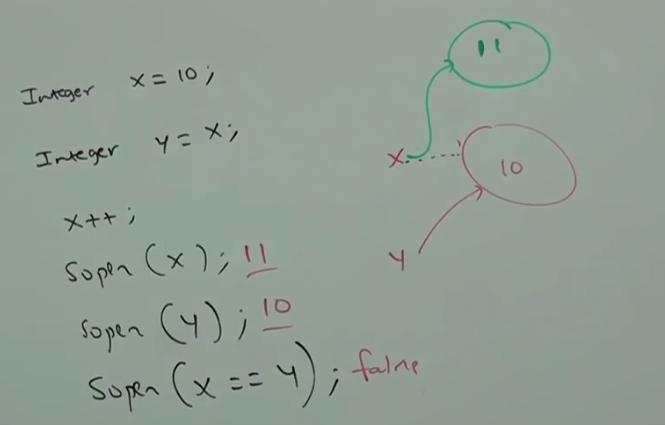 Integer x = 10;
Integer y = x;
x++;
Sopln (x); 11
Sopln (y); 10
Sopln (x == y); false
11
x
10
y